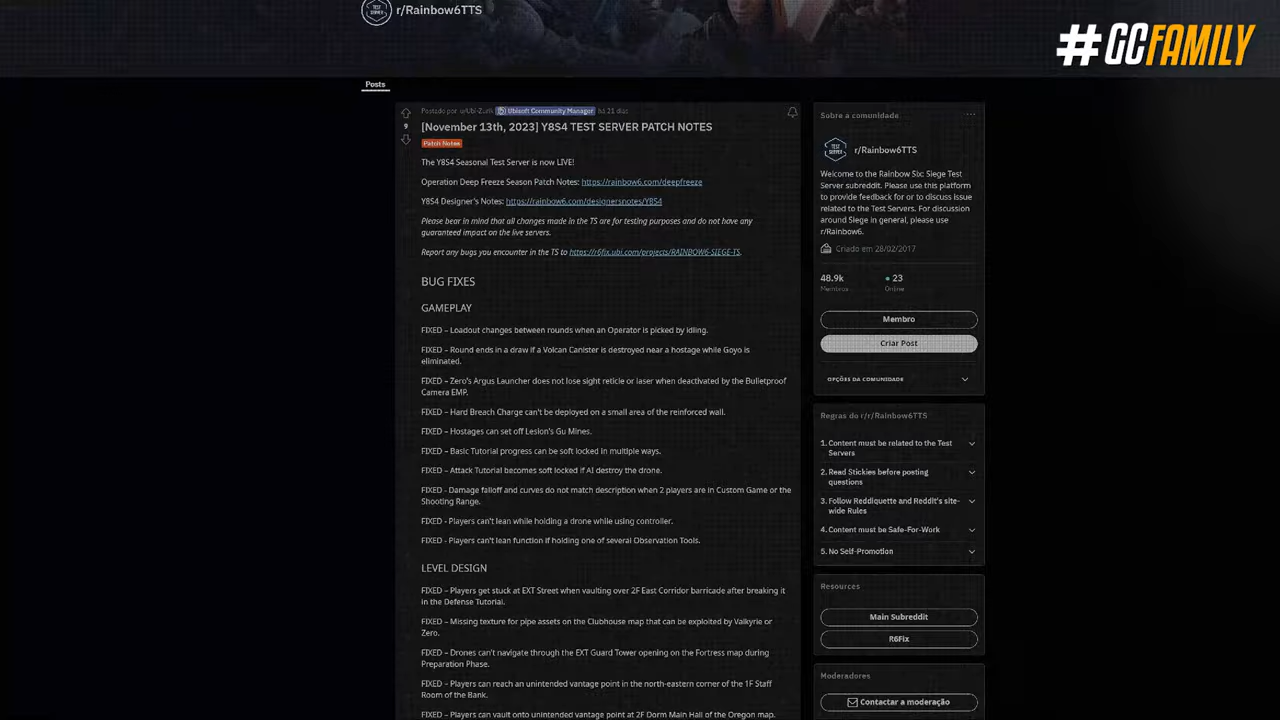 r/Rainbow6TTS
#GCFAMILY
Posts
Postado por u/Ubi-Zurik Ubisoft Community Manager há 21 dias
9
[November 13th, 2023] Y8S4 TEST SERVER PATCH NOTES
Patch Notes
The Y8S4 Seasonal Test Server is now LIVE!
Operation Deep Freeze Season Patch Notes: https://rainbow6.com/deepfreeze
Y8S4 Designer's Notes: https://rainbow6.com/designersnotes/Y8S4
Please bear in mind that all changes made in the TS are for testing purposes and do not have any
guaranteed impact on the live servers.
Report any bugs you encounter in the TS to https://r6fix.ubi.com/projects/RAINBOW6-SIEGE-TS.
BUG FIXES
GAMEPLAY
FIXED – Loadout changes between rounds when an Operator is picked by idling.
FIXED – Round ends in a draw if a Volcan Canister is destroyed near a hostage while Goyo is
eliminated.
FIXED – Zero's Argus Launcher does not lose sight reticle or laser when deactivated by the Bulletproof
Camera EMP.
FIXED – Hard Breach Charge can't be deployed on a small area of the reinforced wall.
FIXED – Hostages can set off Lesion's Gu Mines.
FIXED – Basic Tutorial progress can be soft locked in multiple ways.
FIXED – Attack Tutorial becomes soft locked if AI destroy the drone.
FIXED - Damage falloff and curves do not match description when 2 players are in Custom Game or the
Shooting Range.
FIXED - Players can't lean while holding a drone while using controller.
FIXED - Players can't lean function if holding one of several Observation Tools.
LEVEL DESIGN
FIXED – Players get stuck at EXT Street when vaulting over 2F East Corridor barricade after breaking it
in the Defense Tutorial.
FIXED – Missing texture for pipe assets on the Clubhouse map that can be exploited by Valkyrie or
Zero.
FIXED – Drones can't navigate through the EXT Guard Tower opening on the Fortress map during
Preparation Phase.
FIXED – Players can reach an unintended vantage point in the north-eastern corner of the 1F Staff
Room of the Bank.
FIXED – Players can vault onto unintended vantage point at 2F Dorm Main Hall of the Oregon map.
Sobre a comunidade
TEST SERVER
r/Rainbow6TTS
Welcome to the Rainbow Six: Siege Test
Server subreddit. Please use this platform
to provide feedback for or to discuss issue
related to the Test Servers. For discussion
around Siege in general, please use
r/Rainbow6.
Criado em 28/02/2017
48.9k 23
Membros Online
Membro
Criar Post
OPÇÕES DA COMUNIDADE
Regras do r/r/Rainbow6TTS
1. Content must be related to the Test
Servers
2. Read Stickies before posting
questions
3. Follow Reddiquette and Reddit's site-
wide Rules
4. Content must be Safe-For-Work
5. No Self-Promotion
Resources
Main Subreddit
R6Fix
Moderadores
Contactar a moderação